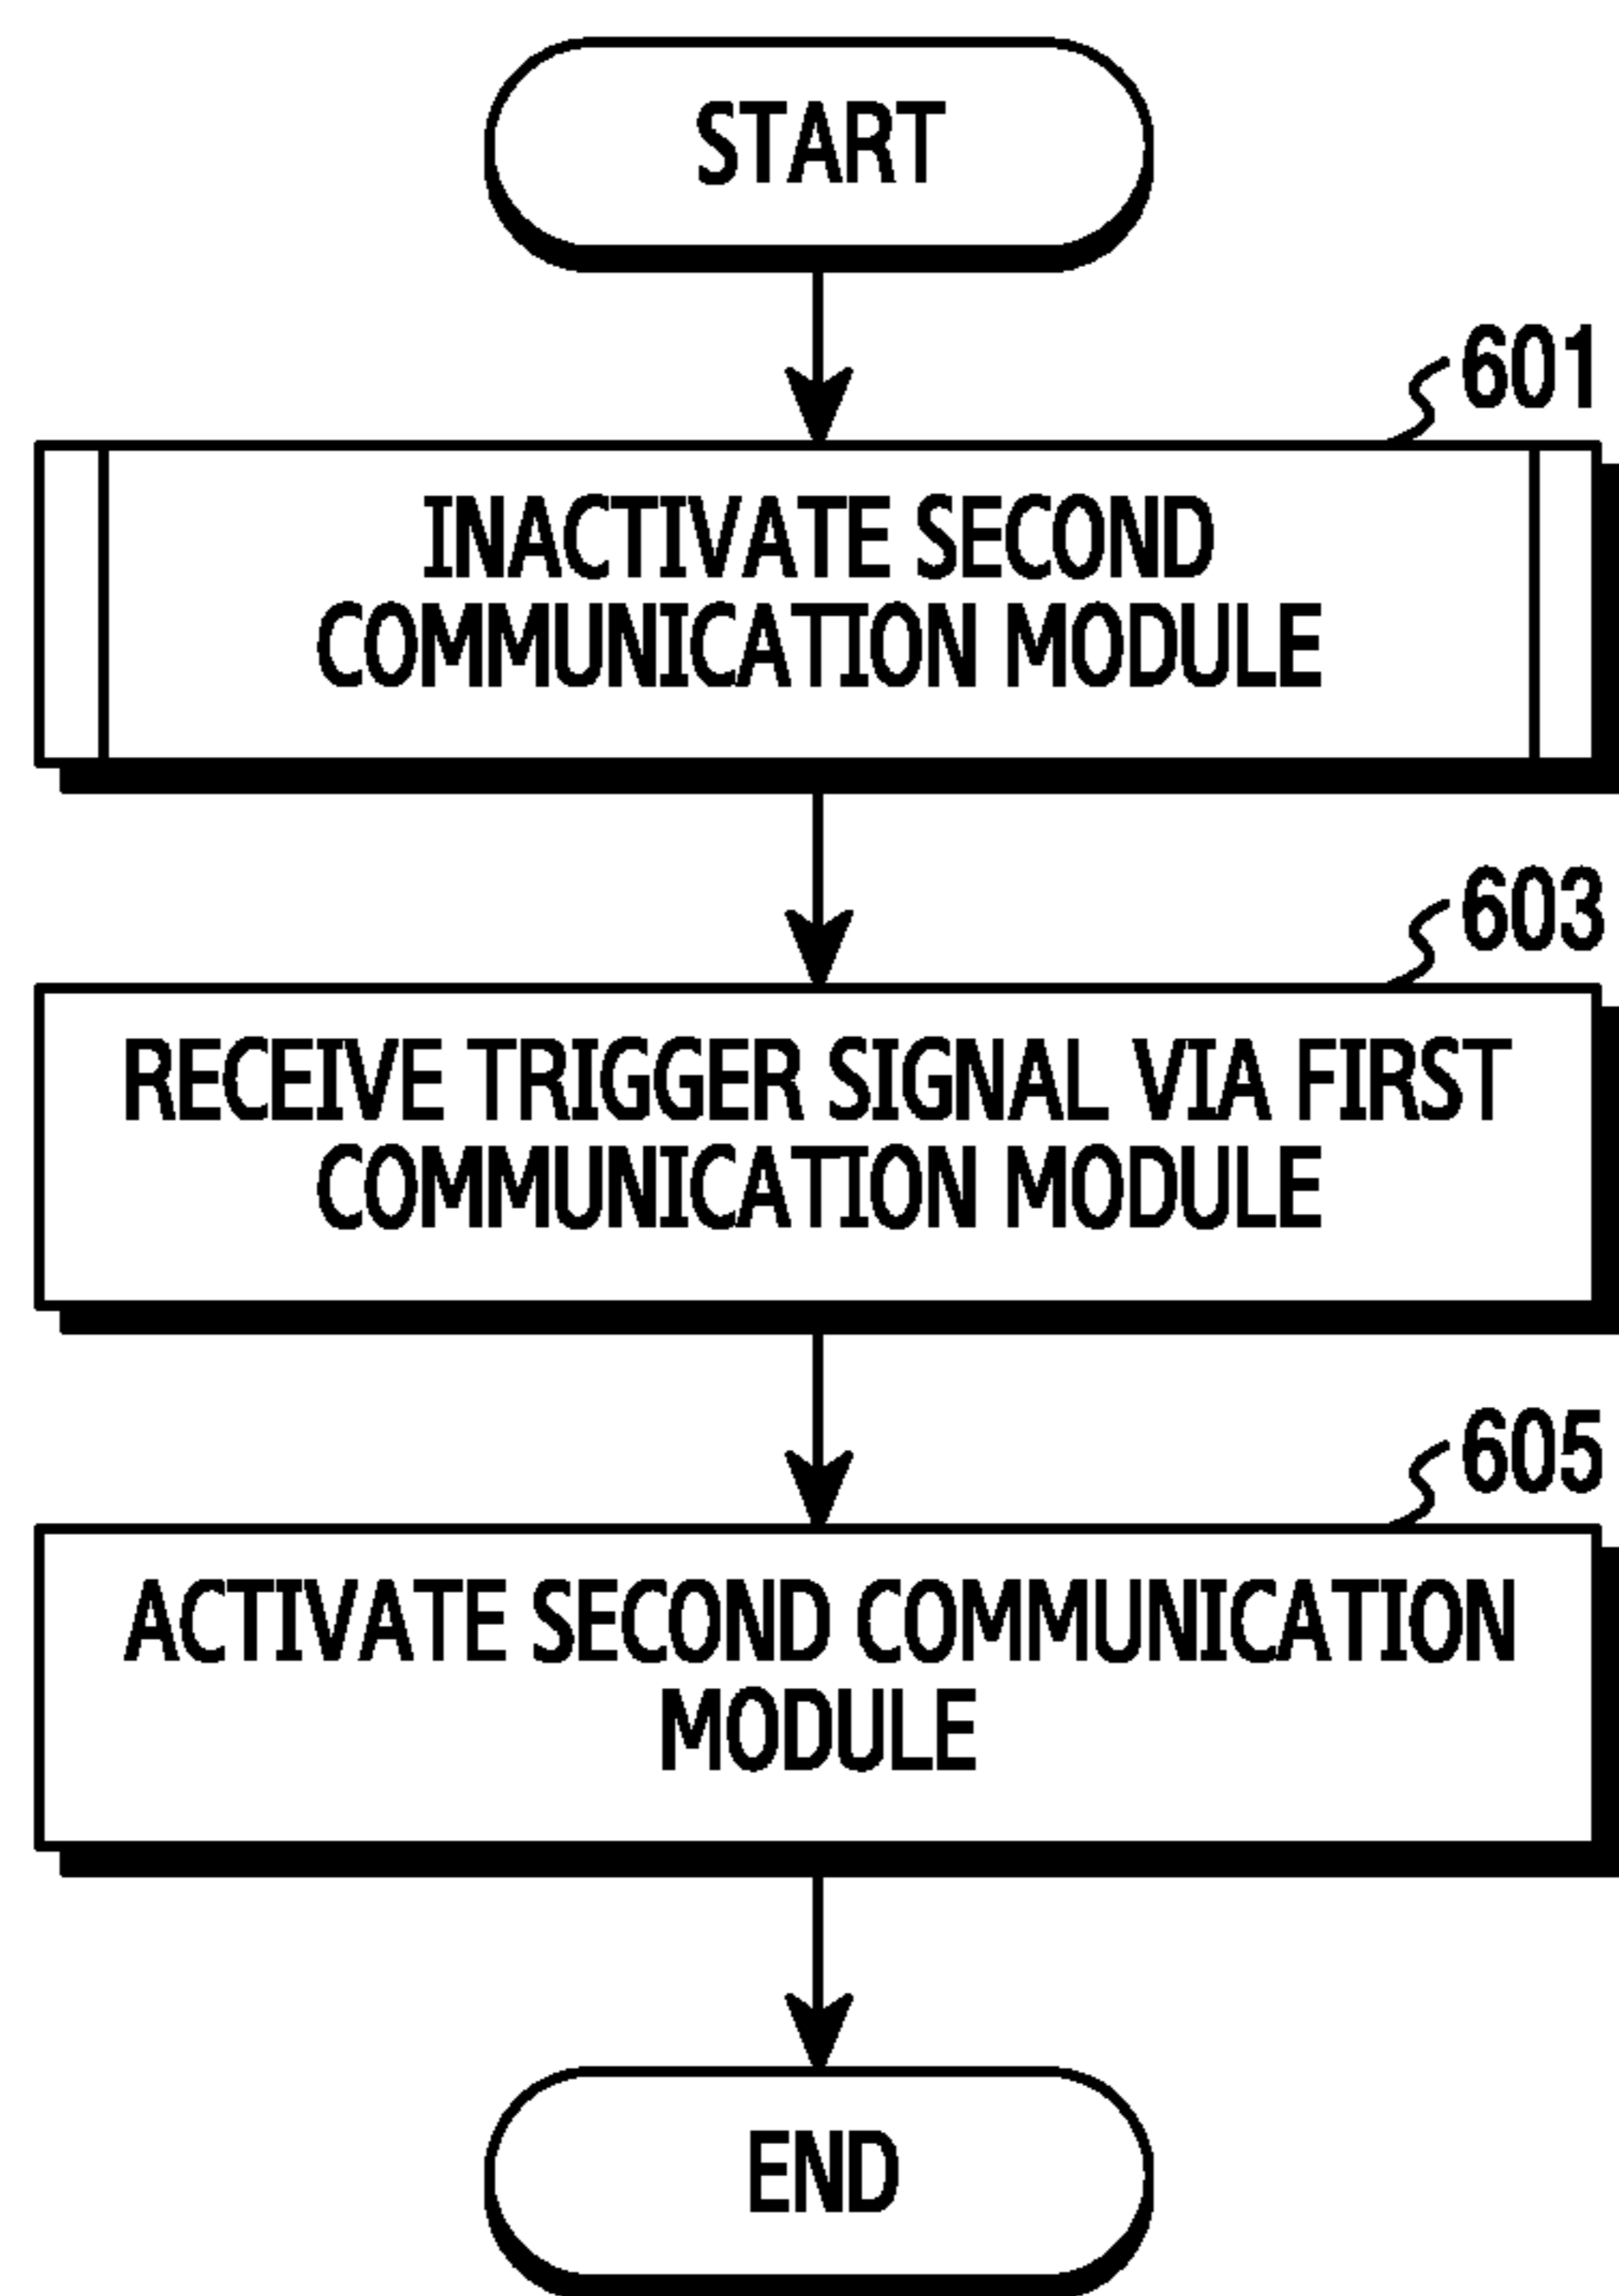 START
601
INACTIVATE SECOND
COMMUNICATION MODULE
603
RECEIVE TRIGGER SIGNAL VIA FIRST
COMMUNICATION MODULE
605
ACTIVATE SECOND COMMUNICATION
MODULE
END